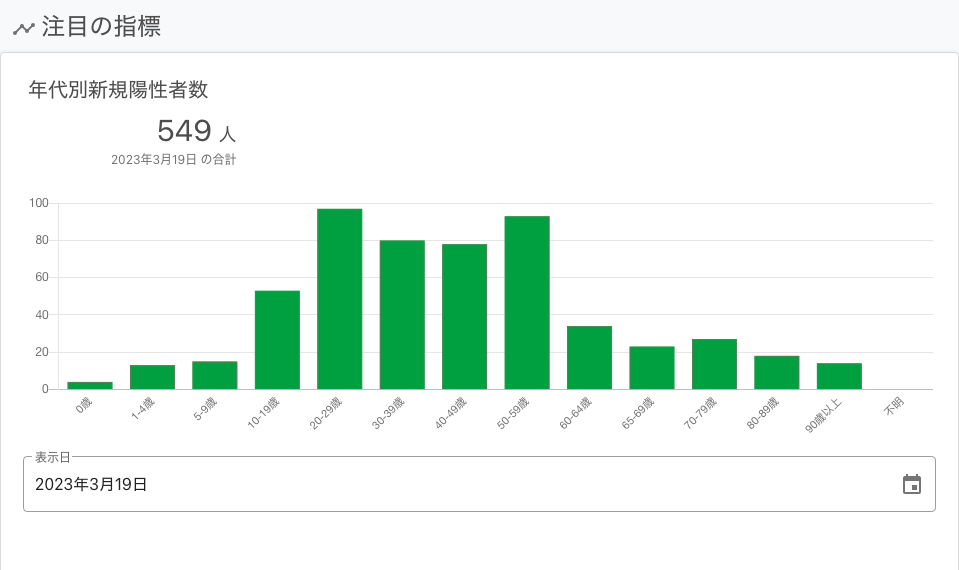 注目の指標
年代別新規陽性者数
549 人
2023年3月19日 の合計
100
80
60
40
20
0
0歳
1-4歳
5-9歳
10-19歳
20-29歳
30-39歳
40-49歳
50-59歳
60-64歳
65-69歳
70-79歳
80-89歳
90歳以上
不明
表示日
2023年3月19日